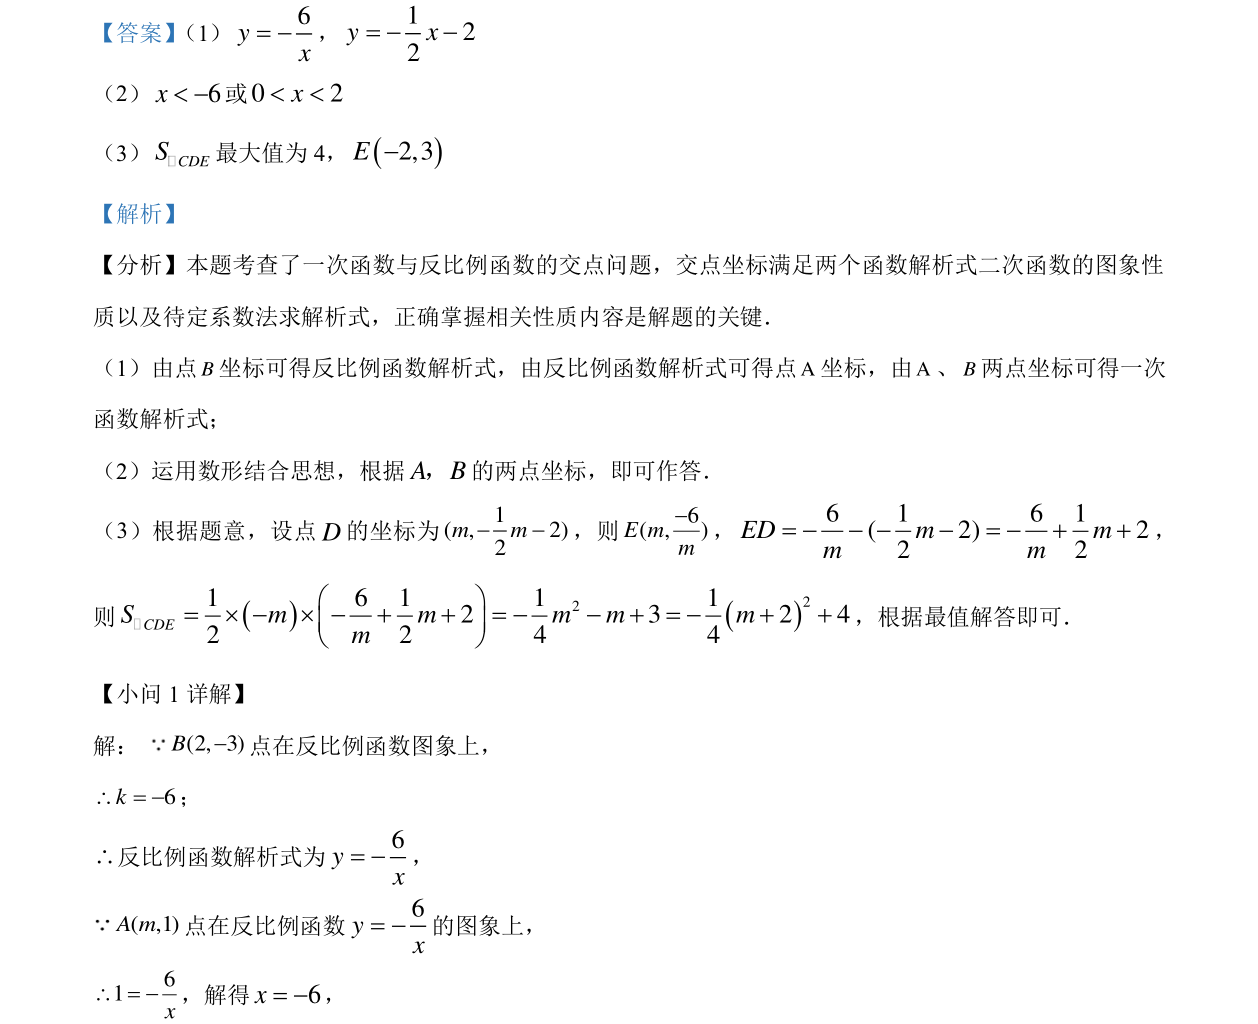 【答案】（1） y = −6/x， y = −1/2 x − 2
（2） x < −6或0 < x < 2
（3） S□CDE 最大值为 4， E(−2,3)
【解析】
【分析】本题考查了一次函数与反比例函数的交点问题，交点坐标满足两个函数解析式二次函数的图象性
质以及待定系数法求解析式，正确掌握相关性质内容是解题的关键．
（1）由点 B 坐标可得反比例函数解析式，由反比例函数解析式可得点 A 坐标，由 A 、 B 两点坐标可得一次
函数解析式；
（2）运用数形结合思想，根据 A， B 的两点坐标，即可作答．
（3）根据题意，设点 D 的坐标为 (m,−1/2 m−2)，则 E(m,−6/m)， ED = −6/m −(−1/2 m−2) = −6/m + 1/2 m + 2，
则 S□CDE = 1/2 ×(−m)×(−6/m + 1/2 m + 2) = −1/4 m² − m + 3 = −1/4 (m+2)² + 4，根据最值解答即可．
【小问 1 详解】
解： ∵ B(2,−3) 点在反比例函数图象上，
∴ k = −6；
∴反比例函数解析式为 y = −6/x，
∵ A(m,1) 点在反比例函数 y = −6/x 的图象上，
∴1 = −6/x，解得 x = −6，